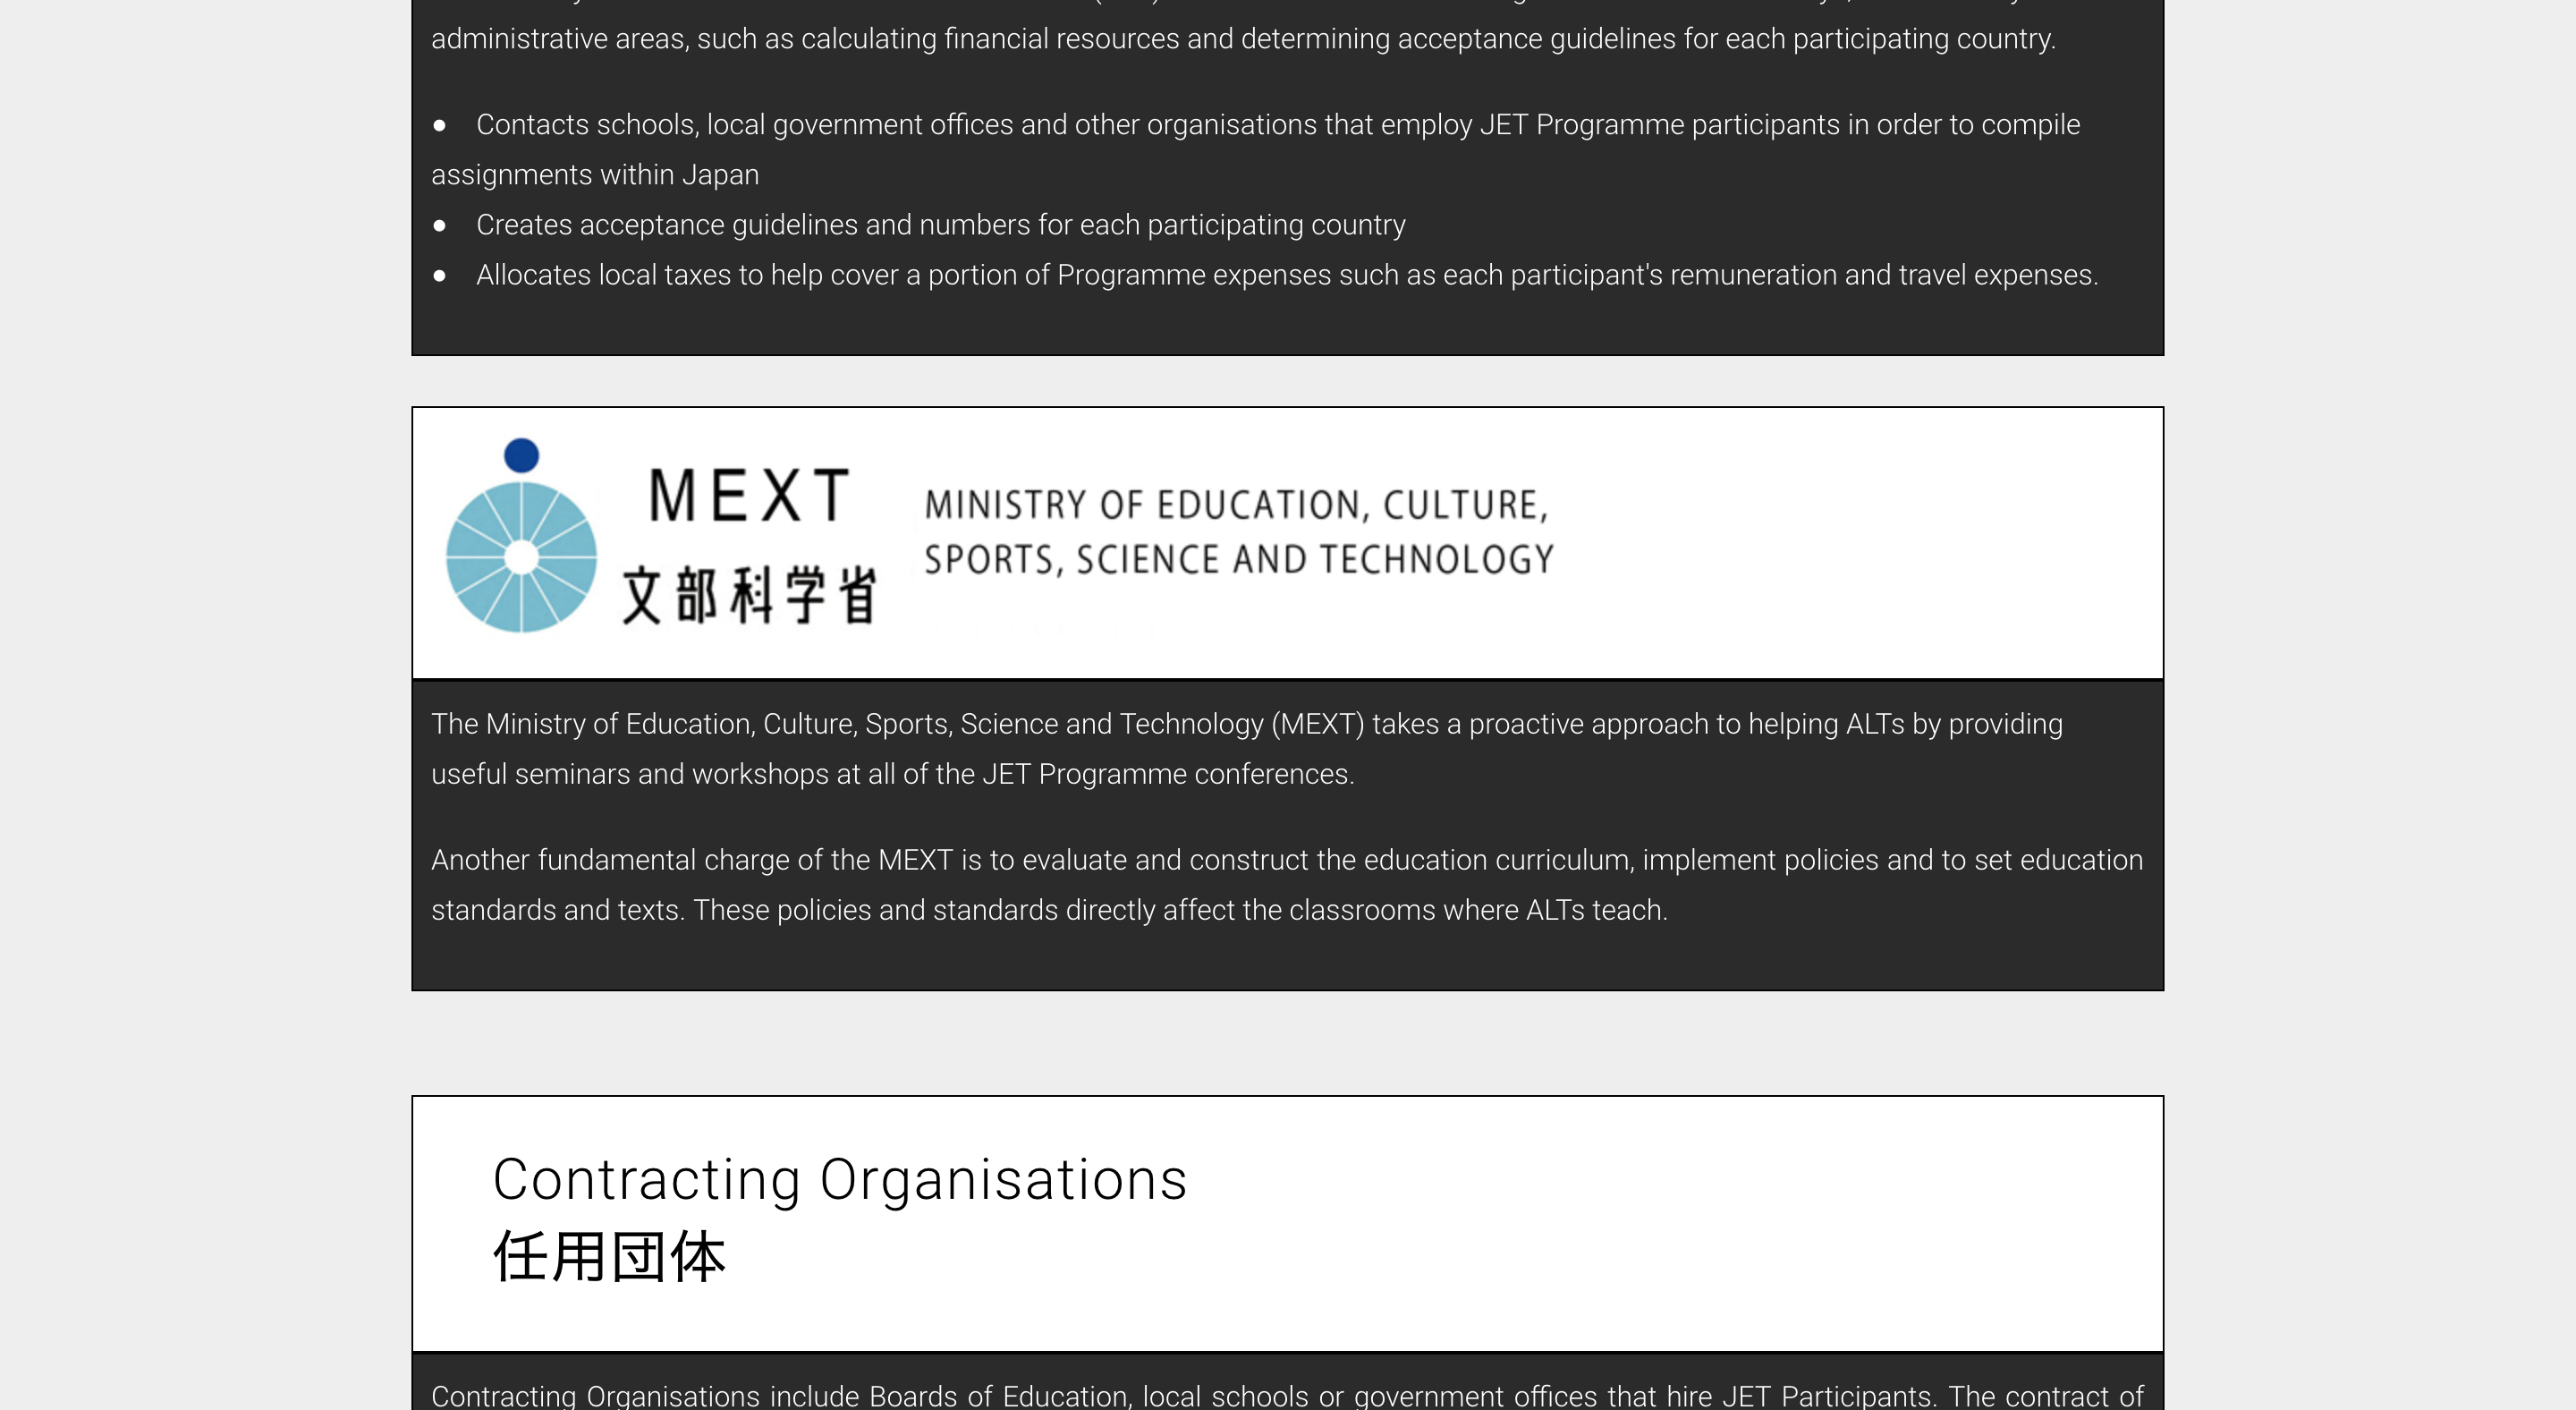 administrative areas, such as calculating financial resources and determining acceptance guidelines for each participating country.
● Contacts schools, local government offices and other organisations that employ JET Programme participants in order to compile
assignments within Japan
● Creates acceptance guidelines and numbers for each participating country
● Allocates local taxes to help cover a portion of Programme expenses such as each participant's remuneration and travel expenses.
MEXT
文部科学省
MINISTRY OF EDUCATION, CULTURE,
SPORTS, SCIENCE AND TECHNOLOGY
The Ministry of Education, Culture, Sports, Science and Technology (MEXT) takes a proactive approach to helping ALTs by providing
useful seminars and workshops at all of the JET Programme conferences.
Another fundamental charge of the MEXT is to evaluate and construct the education curriculum, implement policies and to set education
standards and texts. These policies and standards directly affect the classrooms where ALTs teach.
Contracting Organisations
任用団体
Contracting Organisations include Boards of Education, local schools or government offices that hire JET Participants. The contract of